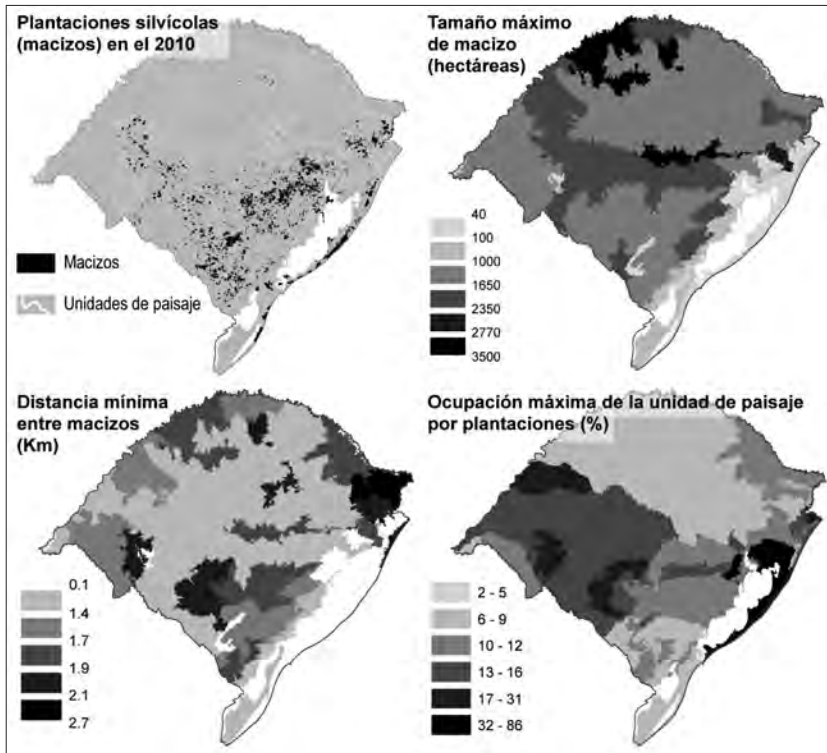 Plantaciones silvícolas
(macizos) en el 2010
Macizos
Unidades de paisaje
Tamaño máximo
de macizo
(hectáreas)
40
100
1000
1650
2350
2770
3500
Distancia mínima
entre macizos
(Km)
0.1
1.4
1.7
1.9
2.1
2.7
Ocupación máxima de la unidad de paisaje
por plantaciones (%)
2 - 5
6 - 9
10 - 12
13 - 16
17 - 31
32 - 86